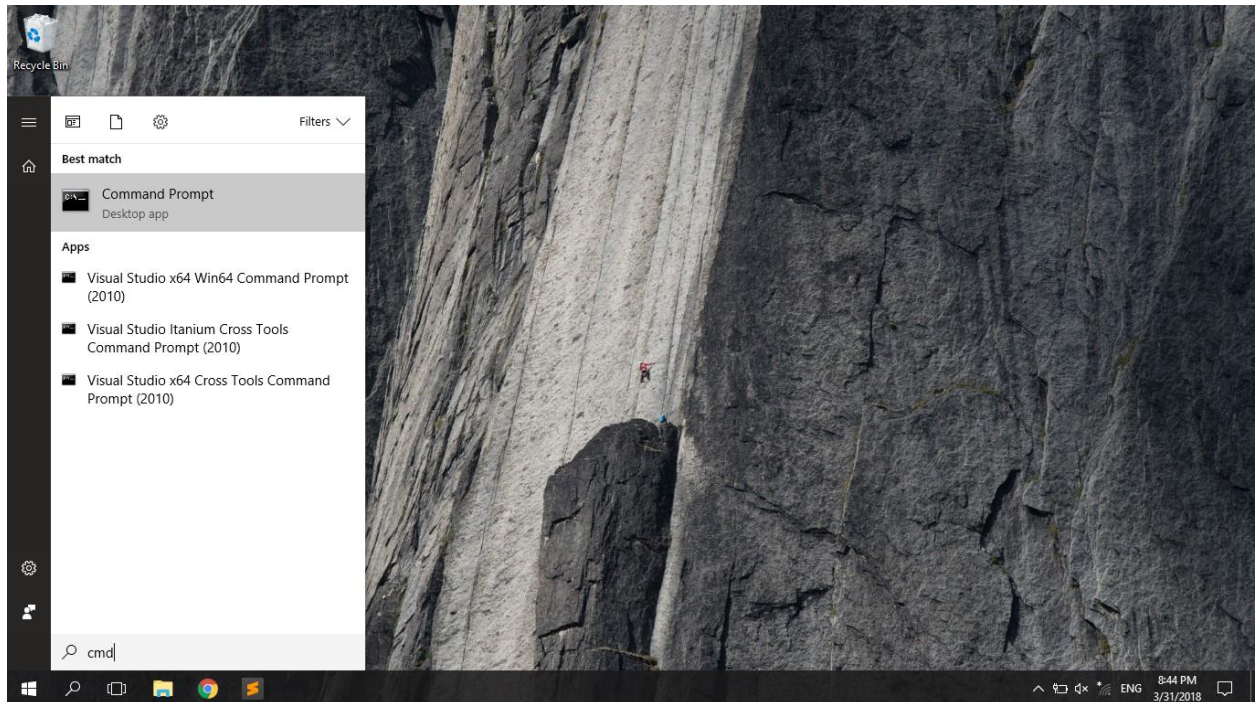 Recycle Bin
Filters
Best match
Command Prompt
Desktop app
Apps
Visual Studio x64 Win64 Command Prompt
(2010)
Visual Studio Itanium Cross Tools
Command Prompt (2010)
Visual Studio x64 Cross Tools Command
Prompt (2010)
cmd
ENG
8:44 PM
3/31/2018